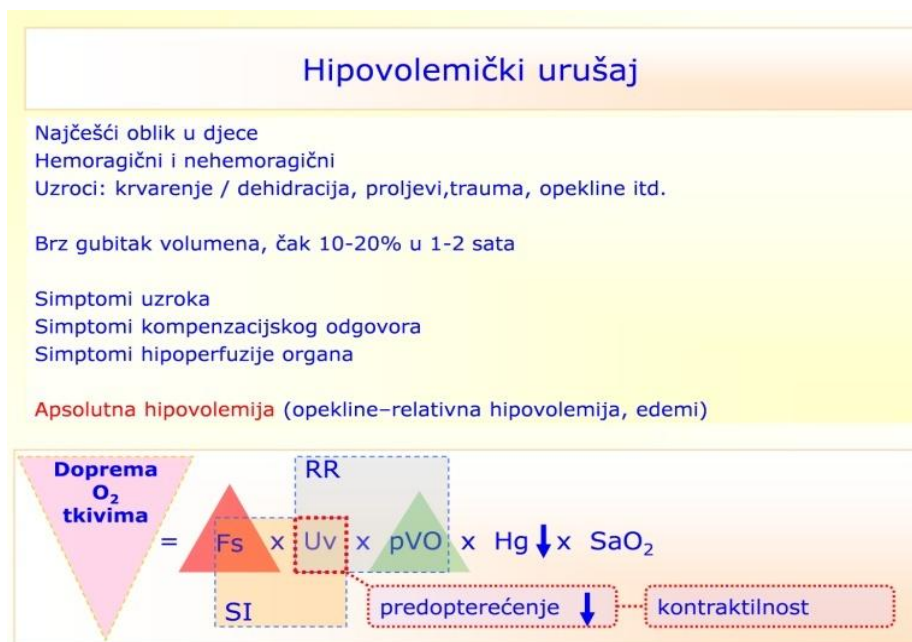 Hipovolemički urušaj
Najčešći oblik u djece
Hemoragični i nehemoragični
Uzroci: krvarenje / dehidracija, proljevi,trauma, opekline itd.
Brz gubitak volumena, čak 10-20% u 1-2 sata
Simptomi uzroka
Simptomi kompenzacijskog odgovora
Simptomi hipoperfuzije organa
Apsolutna hipovolemija (opekline–relativna hipovolemija, edemi)
Doprema
O₂
tkivima
RR
= Fs x Uv x pVO x Hg ↓ x SaO₂
SI
predopterećenje ↓
kontraktilnost